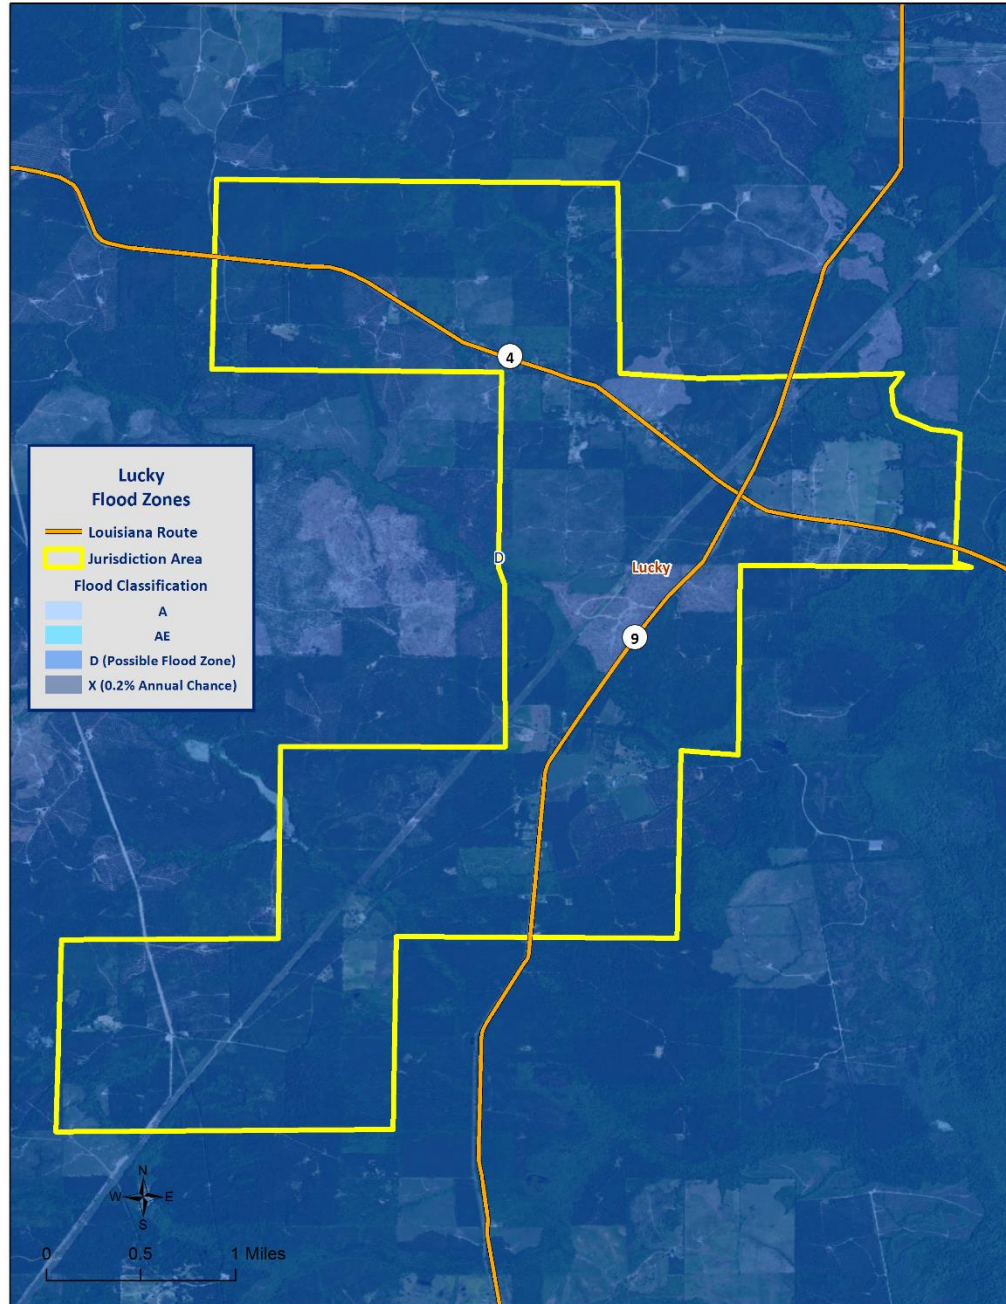 4
Lucky
Flood Zones
Louisiana Route
Jurisdiction Area
Flood Classification
A
AE
D (Possible Flood Zone)
X (0.2% Annual Chance)
D
Lucky
9
N
W E
S
0 0.5 1 Miles